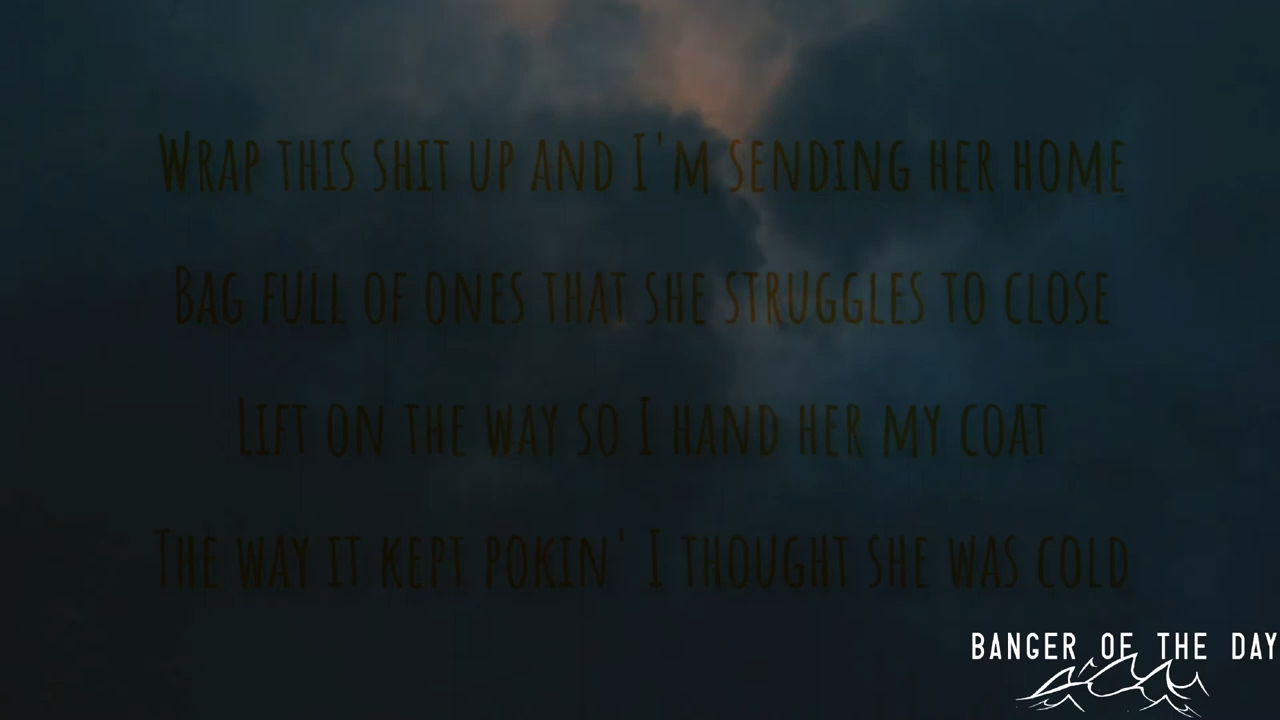 Wrap this shit up and I'm sending her home
Bag full of ones that she struggles to close
Lift on the way so I hand her my coat
The way it kept pokin' I thought she was cold
BANGER OF THE DAY